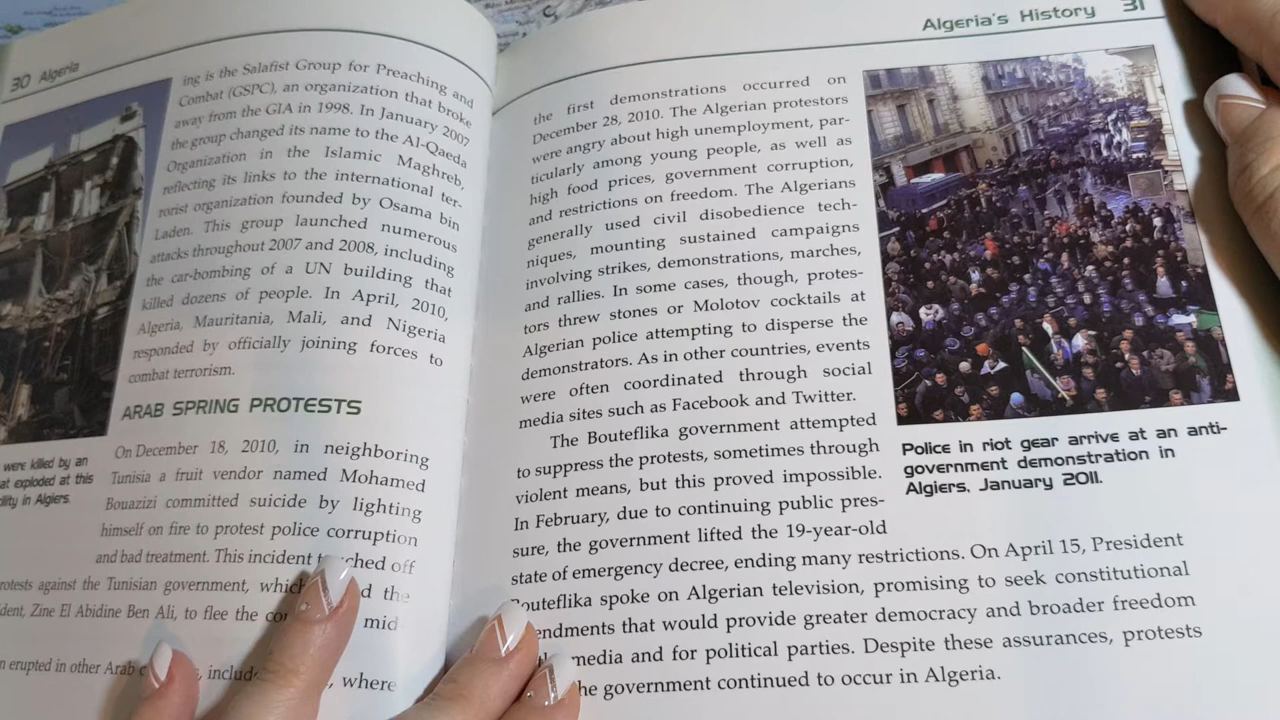 30 Algeria
ing is the Salafist Group for Preaching and
Combat (GSPC), an organization that broke
away from the GIA in 1998. In January 2007
the group changed its name to the Al-Qaeda
Organization in the Islamic Maghreb,
reflecting its links to the international ter-
rorist organization founded by Osama bin
Laden. This group launched numerous
attacks throughout 2007 and 2008, including
the car-bombing of a UN building that
killed dozens of people. In April, 2010,
Algeria, Mauritania, Mali, and Nigeria
responded by officially joining forces to
combat terrorism.
were killed by an
at exploded at this
in Algiers.
ARAB SPRING PROTESTS
On December 18, 2010, in neighboring
Tunisia a fruit vendor named Mohamed
Bouazizi committed suicide by lighting
himself on fire to protest police corruption
and bad treatment. This incident touched off
rotests against the Tunisian government, which the
dent, Zine El Abidine Ben Ali, to flee the mid
n erupted in other Arab where
Algeria's History 31
the first demonstrations occurred on
December 28, 2010. The Algerian protestors
were angry about high unemployment, par-
ticularly among young people, as well as
high food prices, government corruption,
and restrictions on freedom. The Algerians
generally used civil disobedience tech-
niques, mounting sustained campaigns
involving strikes, demonstrations, marches,
and rallies. In some cases, though, protes-
tors threw stones or Molotov cocktails at
Algerian police attempting to disperse the
demonstrators. As in other countries, events
were often coordinated through social
media sites such as Facebook and Twitter.
The Bouteflika government attempted
to suppress the protests, sometimes through
violent means, but this proved impossible.
In February, due to continuing public pres-
sure, the government lifted the 19-year-old
state of emergency decree, ending many restrictions. On April 15, President
Bouteflika spoke on Algerian television, promising to seek constitutional
endments that would provide greater democracy and broader freedom
media and for political parties. Despite these assurances, protests
he government continued to occur in Algeria.
Police in riot gear arrive at an anti-
government demonstration in
Algiers, January 2011.